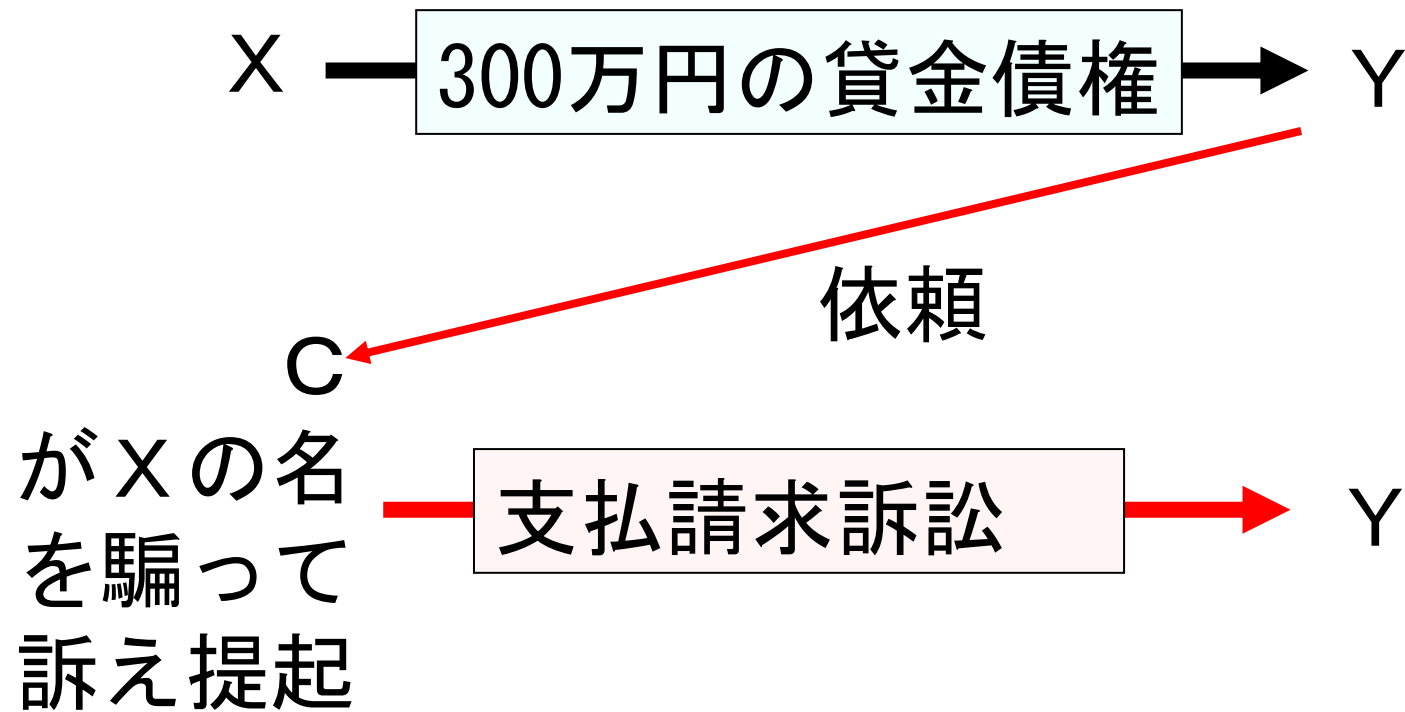 Ｘ
300万円の貸金債権
Ｙ
依頼
Ｃ
がＸの名
を騙って
訴え提起
支払請求訴訟
Ｙ